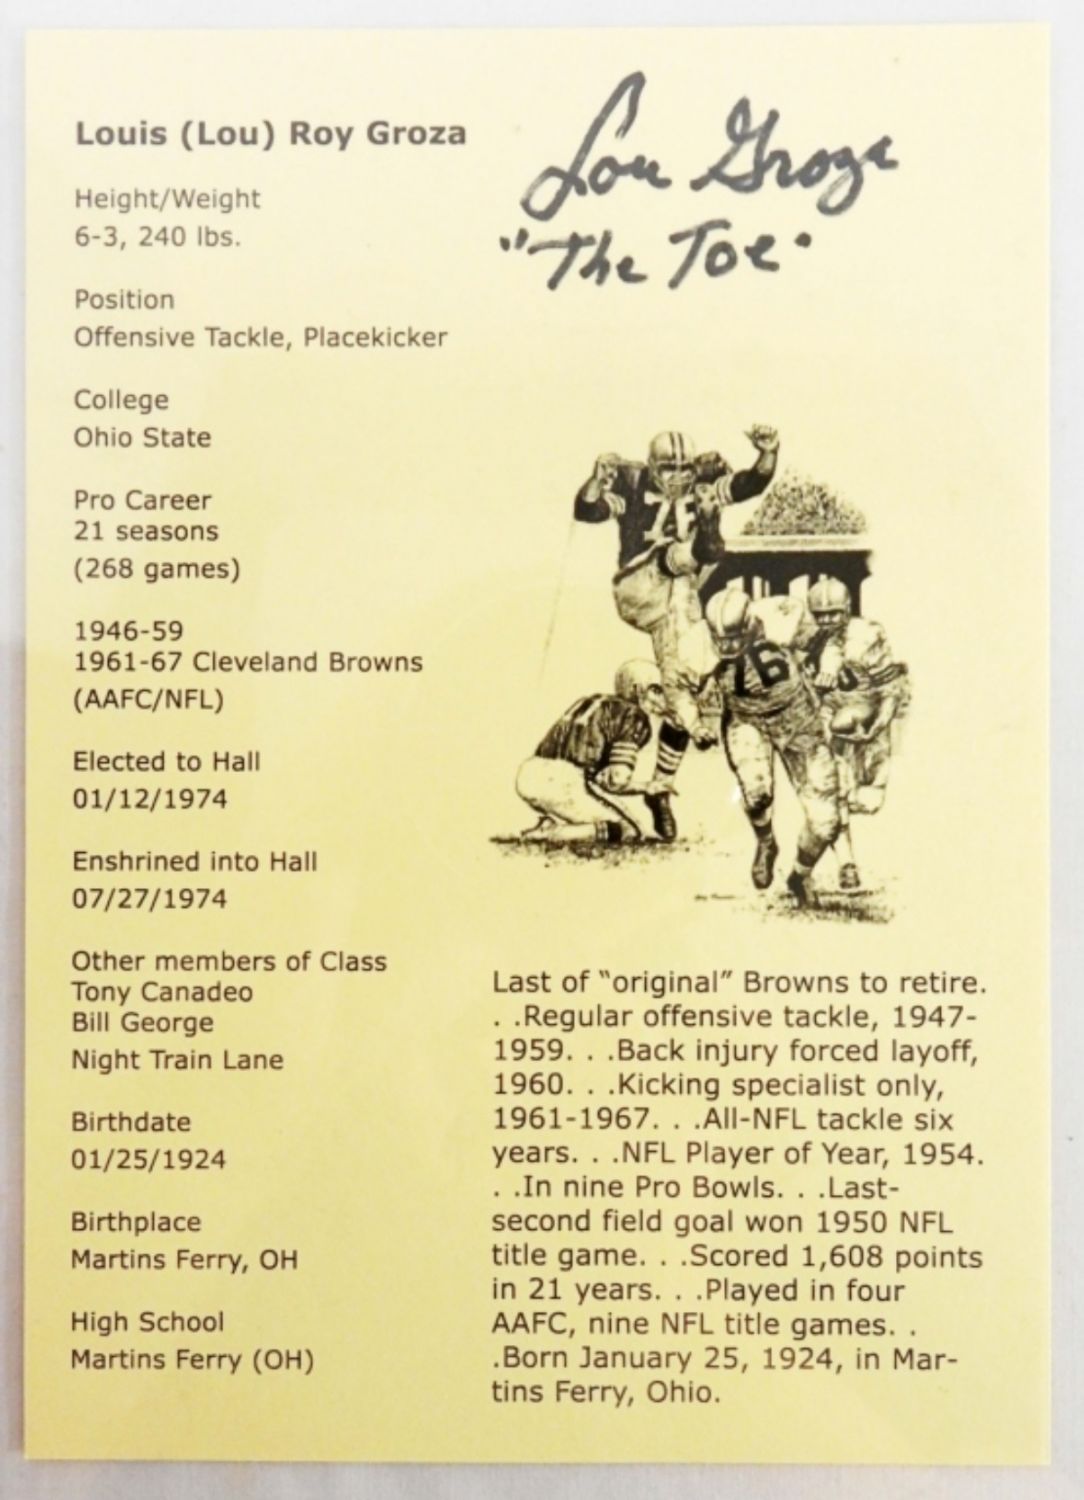 Louis (Lou) Roy Groza
Lou Groza
"The Toe"
Height/Weight
6-3, 240 lbs.
Position
Offensive Tackle, Placekicker
College
Ohio State
Pro Career
21 seasons
(268 games)
1946-59
1961-67 Cleveland Browns
(AAFC/NFL)
Elected to Hall
01/12/1974
Enshrined into Hall
07/27/1974
Other members of Class
Tony Canadeo
Bill George
Night Train Lane
Birthdate
01/25/1924
Birthplace
Martins Ferry, OH
High School
Martins Ferry (OH)
76
Last of “original” Browns to retire.
. .Regular offensive tackle, 1947-
1959. . .Back injury forced layoff,
1960. . .Kicking specialist only,
1961-1967. . .All-NFL tackle six
years. . .NFL Player of Year, 1954.
. .In nine Pro Bowls. . .Last-
second field goal won 1950 NFL
title game. . .Scored 1,608 points
in 21 years. . .Played in four
AAFC, nine NFL title games. .
.Born January 25, 1924, in Mar-
tins Ferry, Ohio.